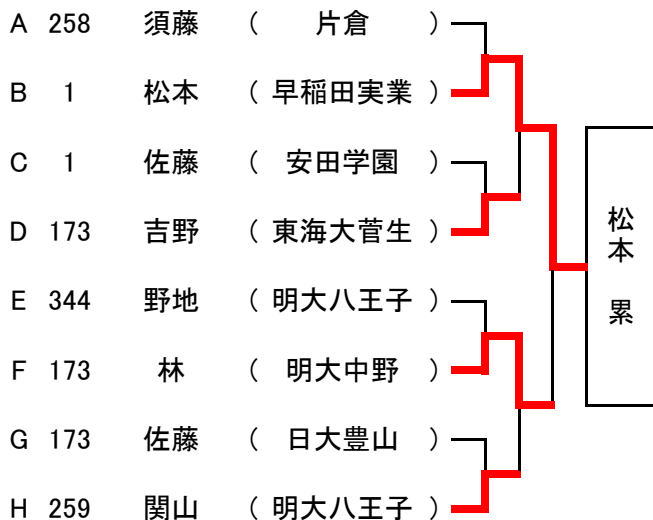 A 258 須藤 ( 片倉 )
B 1 松本 ( 早稲田実業 )
C 1 佐藤 ( 安田学園 )
D 173 吉野 ( 東海大菅生 )
E 344 野地 ( 明大八王子 )
F 173 林 ( 明大中野 )
G 173 佐藤 ( 日大豊山 )
H 259 関山 ( 明大八王子 )
松本 累